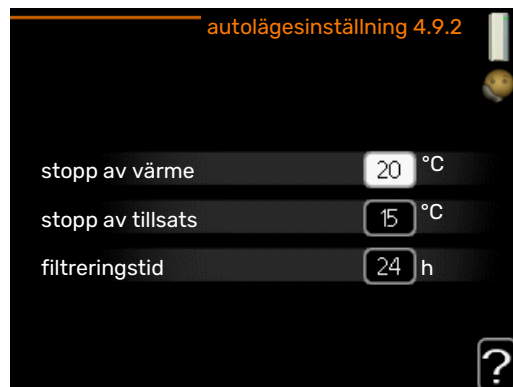 autolägesinställning 4.9.2
stopp av värme 20 °C
stopp av tillsats 15 °C
filtreringstid 24 h
?